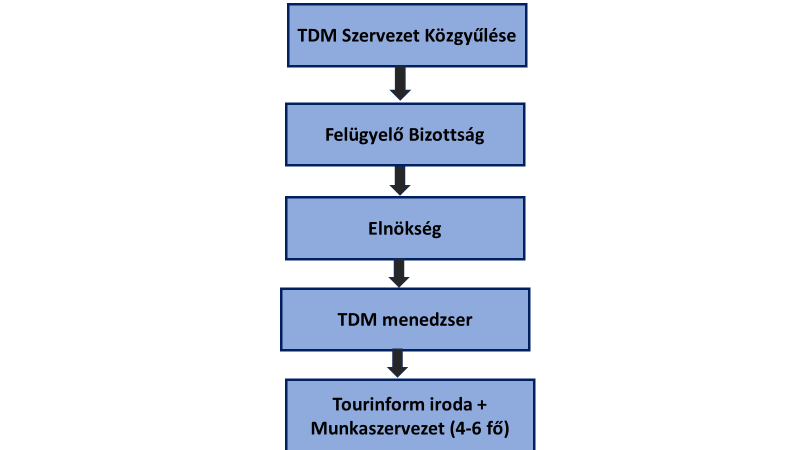 TDM Szervezet Közgyűlése
Felügyelő Bizottság
Elnökség
TDM menedzser
Tourinform iroda +
Munkaszervezet (4-6 fő)